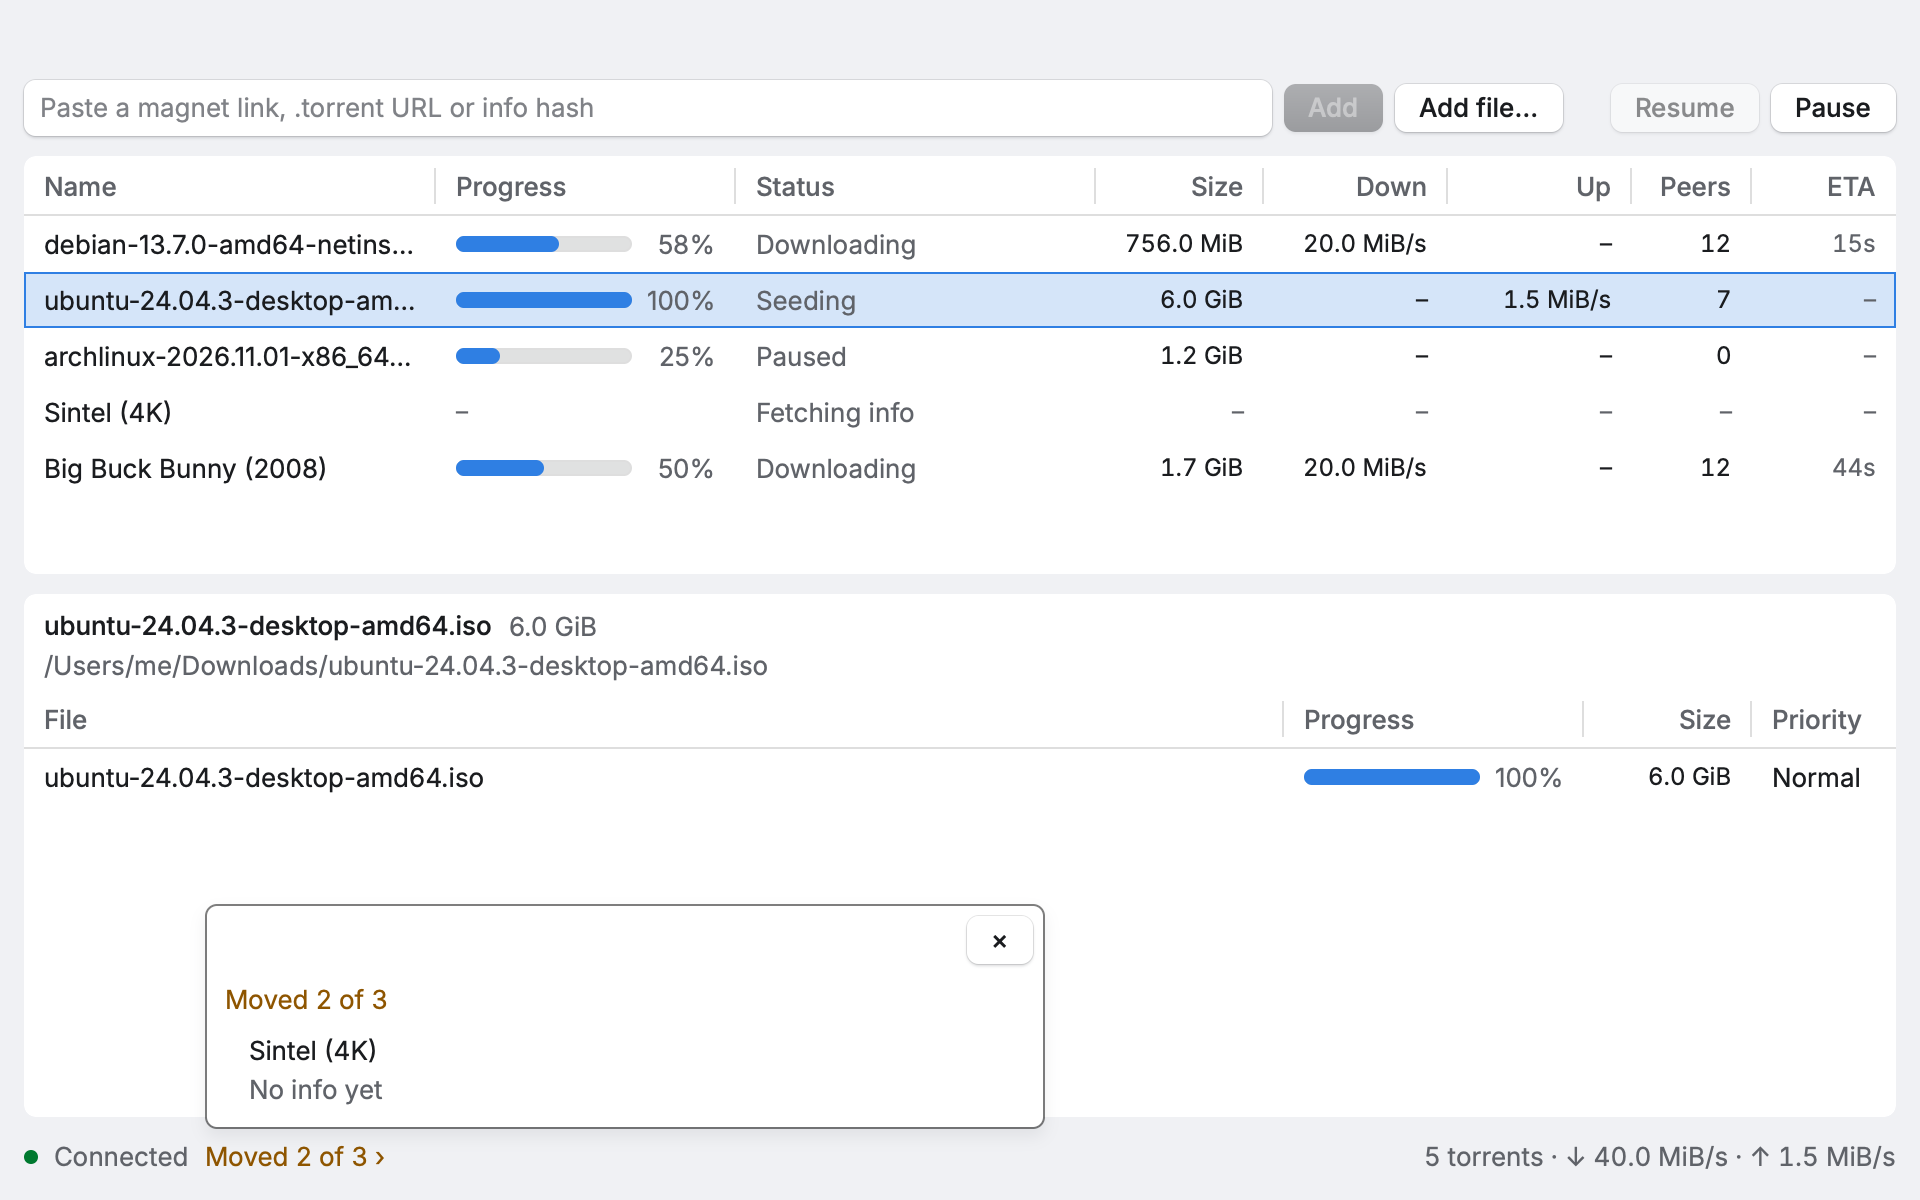 Paste a magnet link, .torrent URL or info hash Add Add file... Resume Pause
Name Progress Status Size Down Up Peers ETA
debian-13.7.0-amd64-netins... 58% Downloading 756.0 MiB 20.0 MiB/s – 12 15s
ubuntu-24.04.3-desktop-am... 100% Seeding 6.0 GiB – 1.5 MiB/s 7 –
archlinux-2026.11.01-x86_64... 25% Paused 1.2 GiB – – 0 –
Sintel (4K) – Fetching info – – – – –
Big Buck Bunny (2008) 50% Downloading 1.7 GiB 20.0 MiB/s – 12 44s
ubuntu-24.04.3-desktop-amd64.iso 6.0 GiB
/Users/me/Downloads/ubuntu-24.04.3-desktop-amd64.iso
File Progress Size Priority
ubuntu-24.04.3-desktop-amd64.iso 100% 6.0 GiB Normal
×
Moved 2 of 3
Sintel (4K)
No info yet
Connected Moved 2 of 3 › 5 torrents · ↓ 40.0 MiB/s · ↑ 1.5 MiB/s